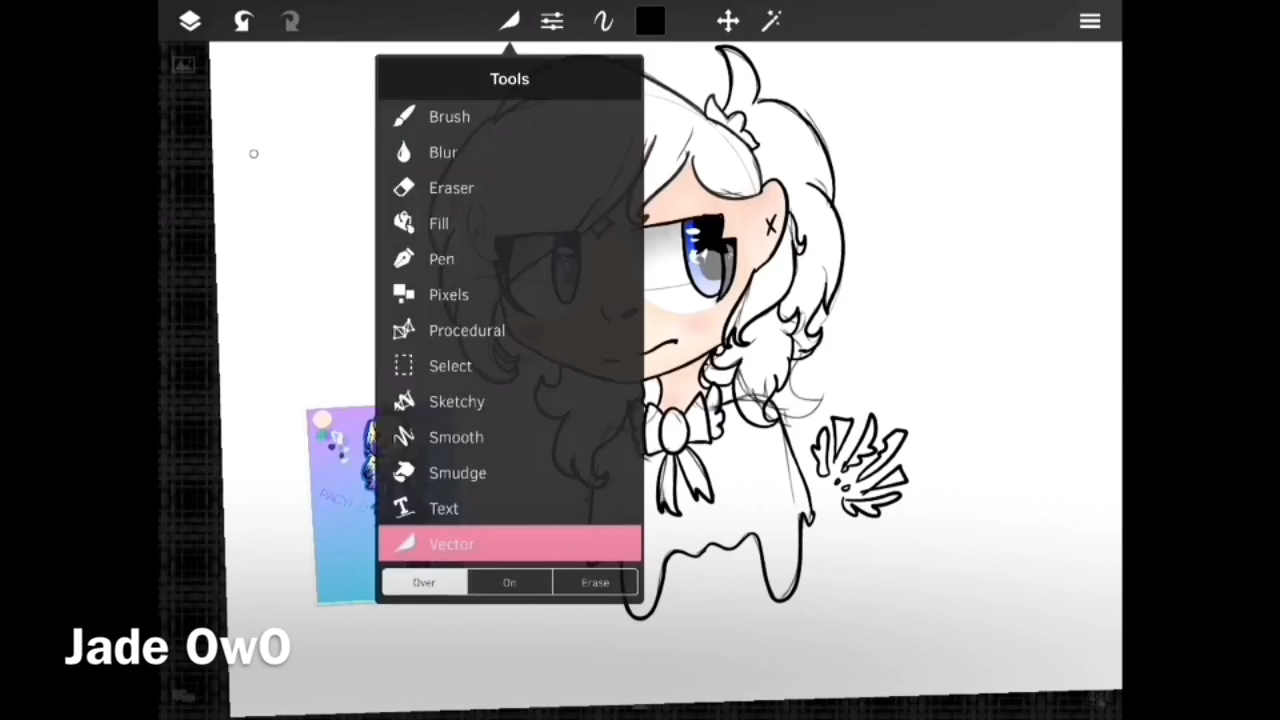 Tools
Brush
Blur
Eraser
Fill
Pen
Pixels
Procedural
Select
Sketchy
Smooth
Smudge
Text
Vector
Over On Erase
Jade OwO